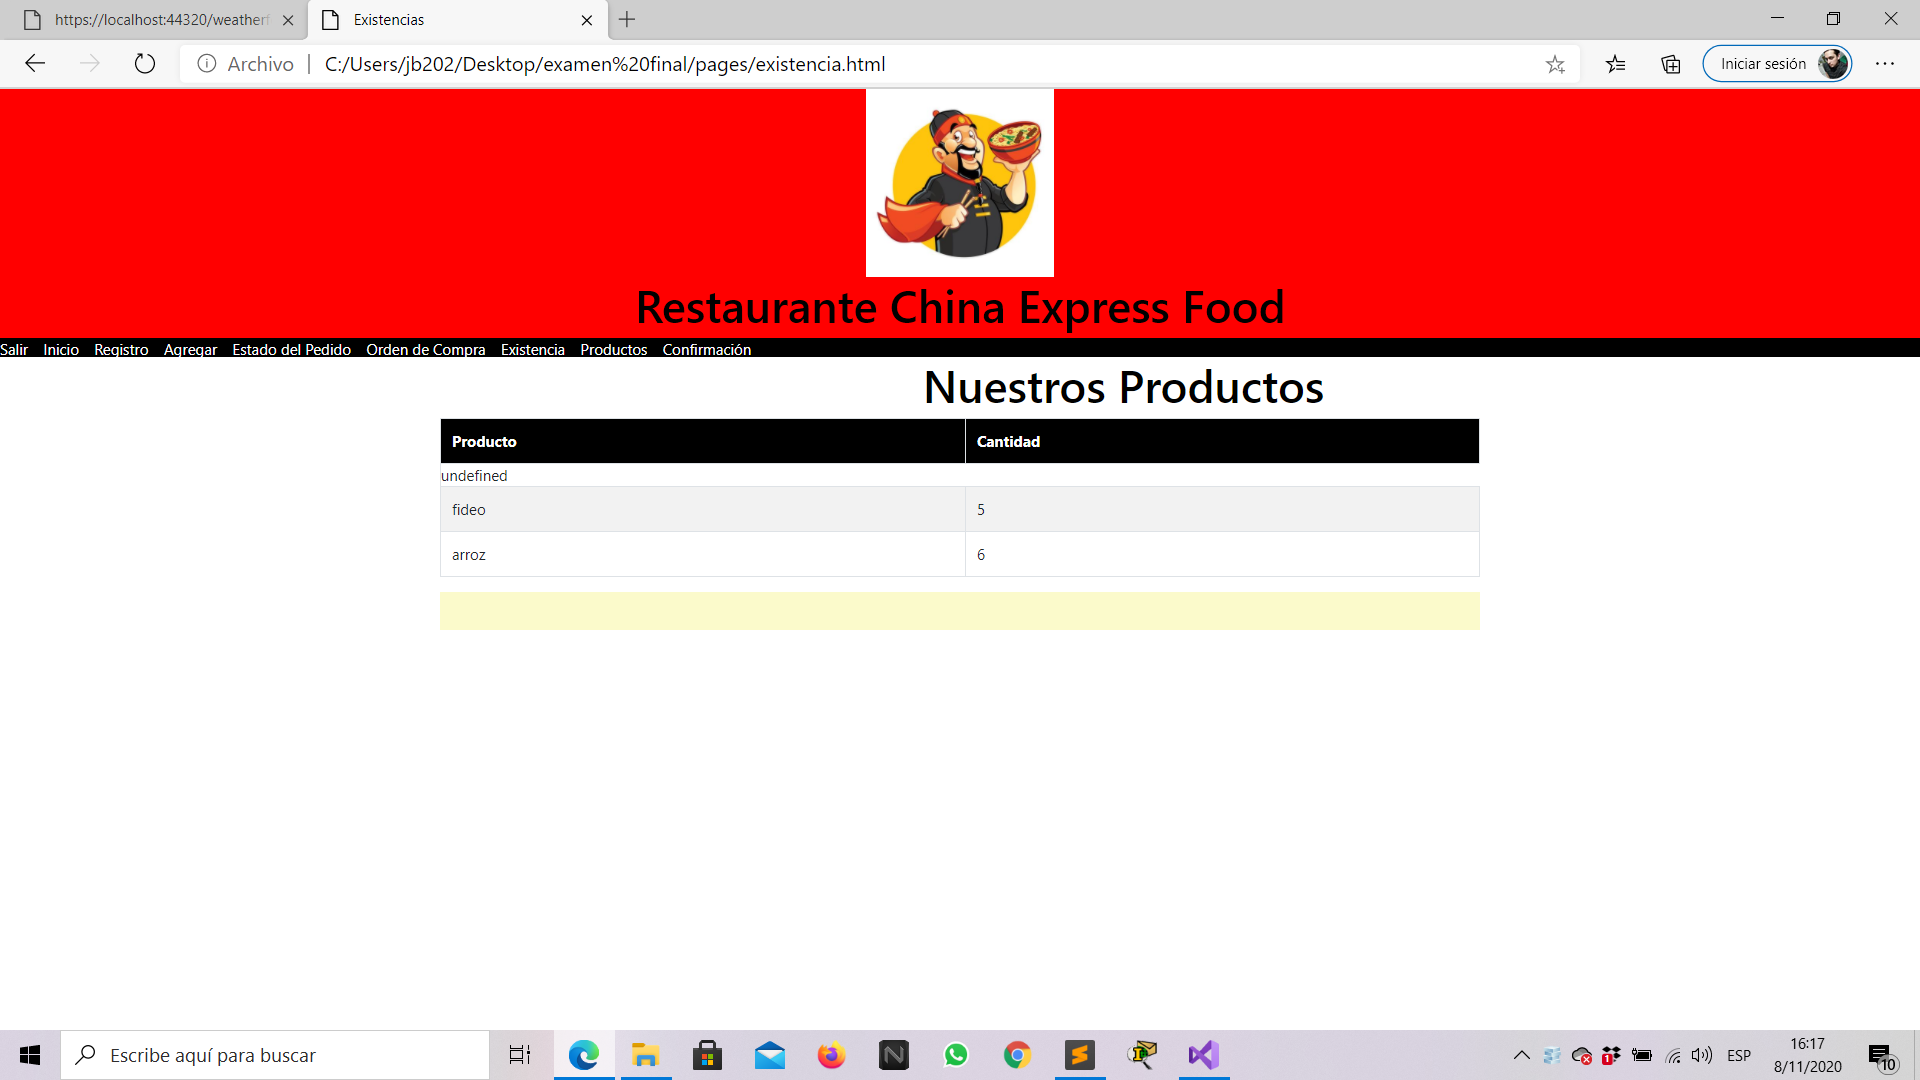 https://localhost:44320/weatherf
Existencias
Archivo
C:/Users/jb202/Desktop/examen%20final/pages/existencia.html
Iniciar sesión
Restaurante China Express Food
Salir Inicio Registro Agregar Estado del Pedido Orden de Compra Existencia Productos Confirmación
Nuestros Productos
Producto Cantidad
undefined
fideo 5
arroz 6
Escribe aquí para buscar
1
ESP
16:17
8/11/2020
10